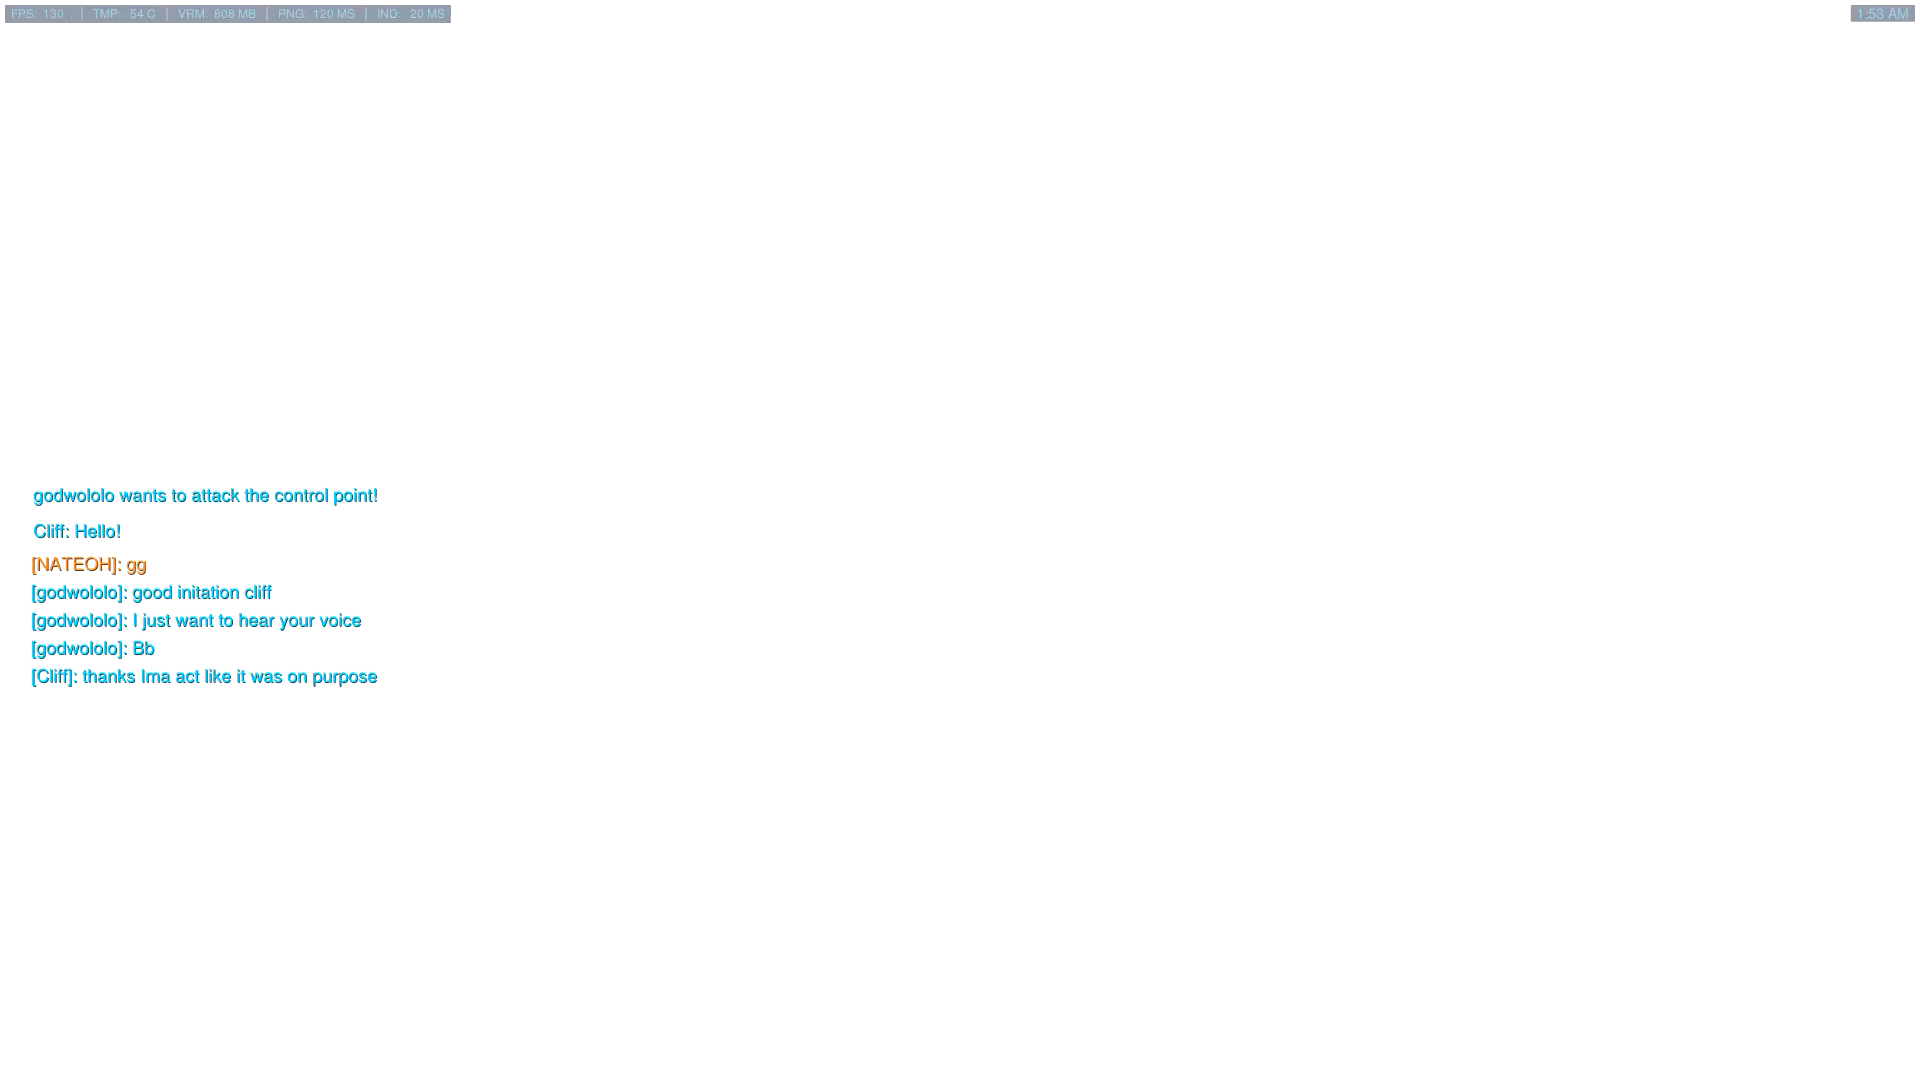 FPS: 130 | TMP: 54 C | VRM: 808 MB | PNG: 120 MS | IND: 20 MS
1:53 AM
godwololo wants to attack the control point!
Cliff: Hello!
[NATEOH]: gg
[godwololo]: good initation cliff
[godwololo]: I just want to hear your voice
[godwololo]: Bb
[Cliff]: thanks Ima act like it was on purpose